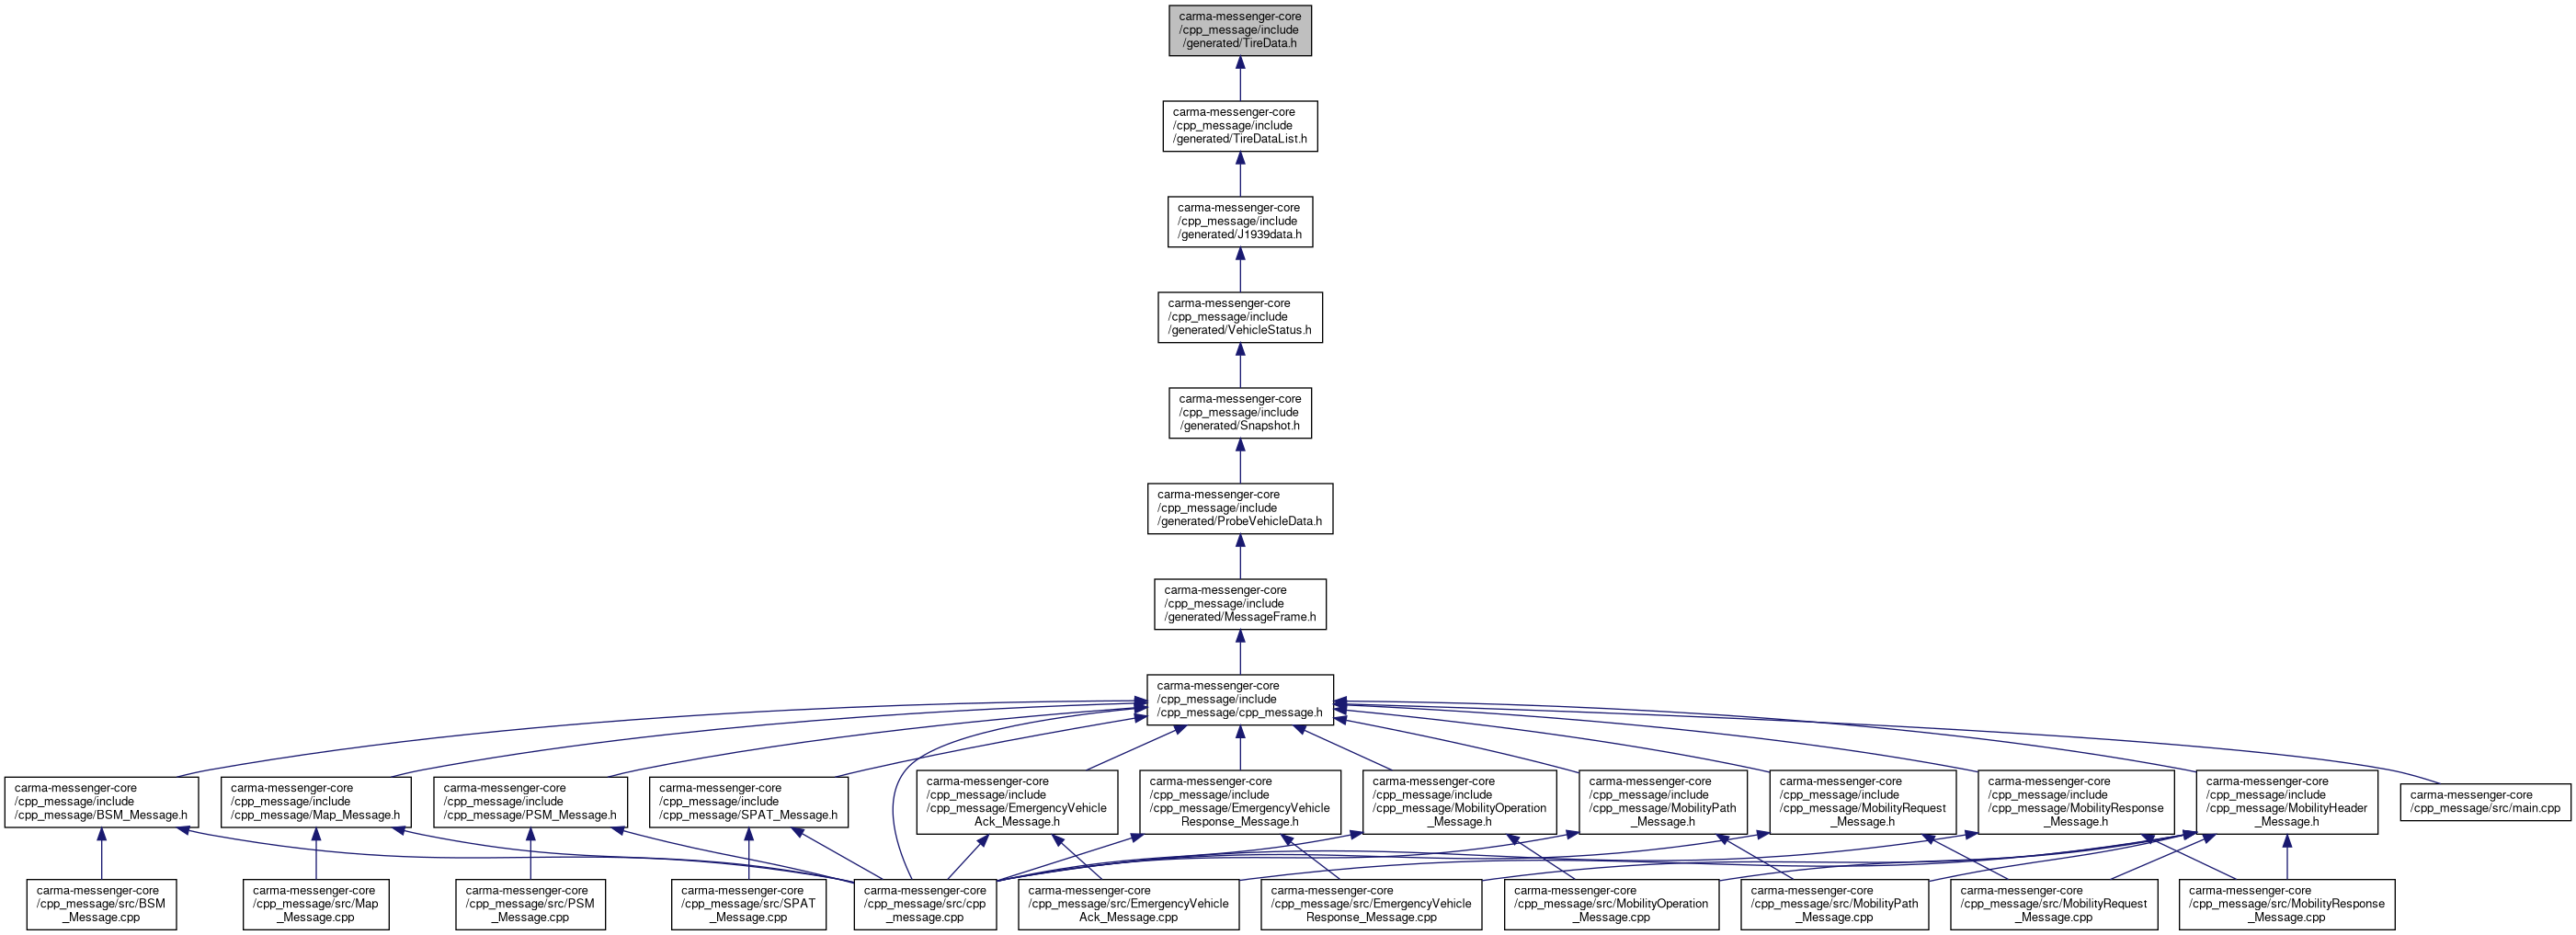 carma-messenger-core
/cpp_message/include
/generated/TireData.h
carma-messenger-core
/cpp_message/include
/generated/TireDataList.h
carma-messenger-core
/cpp_message/include
/generated/J1939data.h
carma-messenger-core
/cpp_message/include
/generated/VehicleStatus.h
carma-messenger-core
/cpp_message/include
/generated/Snapshot.h
carma-messenger-core
/cpp_message/include
/generated/ProbeVehicleData.h
carma-messenger-core
/cpp_message/include
/generated/MessageFrame.h
carma-messenger-core
/cpp_message/include
/cpp_message/cpp_message.h
carma-messenger-core
/cpp_message/include
/cpp_message/BSM_Message.h
carma-messenger-core
/cpp_message/include
/cpp_message/Map_Message.h
carma-messenger-core
/cpp_message/include
/cpp_message/PSM_Message.h
carma-messenger-core
/cpp_message/include
/cpp_message/SPAT_Message.h
carma-messenger-core
/cpp_message/include
/cpp_message/EmergencyVehicle
Ack_Message.h
carma-messenger-core
/cpp_message/include
/cpp_message/EmergencyVehicle
Response_Message.h
carma-messenger-core
/cpp_message/include
/cpp_message/MobilityOperation
_Message.h
carma-messenger-core
/cpp_message/include
/cpp_message/MobilityPath
_Message.h
carma-messenger-core
/cpp_message/include
/cpp_message/MobilityRequest
_Message.h
carma-messenger-core
/cpp_message/include
/cpp_message/MobilityResponse
_Message.h
carma-messenger-core
/cpp_message/include
/cpp_message/MobilityHeader
_Message.h
carma-messenger-core
/cpp_message/src/main.cpp
carma-messenger-core
/cpp_message/src/BSM
_Message.cpp
carma-messenger-core
/cpp_message/src/Map
_Message.cpp
carma-messenger-core
/cpp_message/src/PSM
_Message.cpp
carma-messenger-core
/cpp_message/src/SPAT
_Message.cpp
carma-messenger-core
/cpp_message/src/cpp
_message.cpp
carma-messenger-core
/cpp_message/src/EmergencyVehicle
Ack_Message.cpp
carma-messenger-core
/cpp_message/src/EmergencyVehicle
Response_Message.cpp
carma-messenger-core
/cpp_message/src/MobilityOperation
_Message.cpp
carma-messenger-core
/cpp_message/src/MobilityPath
_Message.cpp
carma-messenger-core
/cpp_message/src/MobilityRequest
_Message.cpp
carma-messenger-core
/cpp_message/src/MobilityResponse
_Message.cpp